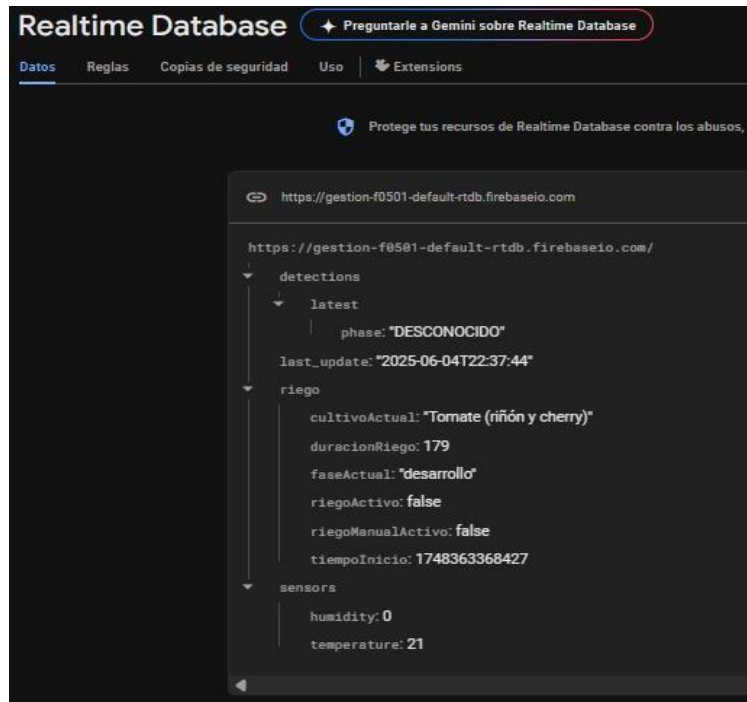 Realtime Database Preguntarle a Gemini sobre Realtime Database
Datos Reglas Copias de seguridad Uso Extensions
Protege tus recursos de Realtime Database contra los abusos,
https://gestion-f0501-default-rtdb.firebaseio.com
https://gestion-f0501-default-rtdb.firebaseio.com/
detections
latest
phase: "DESCONOCIDO"
last_update: "2025-06-04T22:37:44"
riego
cultivoActual: "Tomate (riñón y cherry)"
duracionRiego: 179
faseActual: "desarrollo"
riegoActivo: false
riegoManualActivo: false
tiempoInicio: 1748363368427
sensors
humidity: 0
temperature: 21